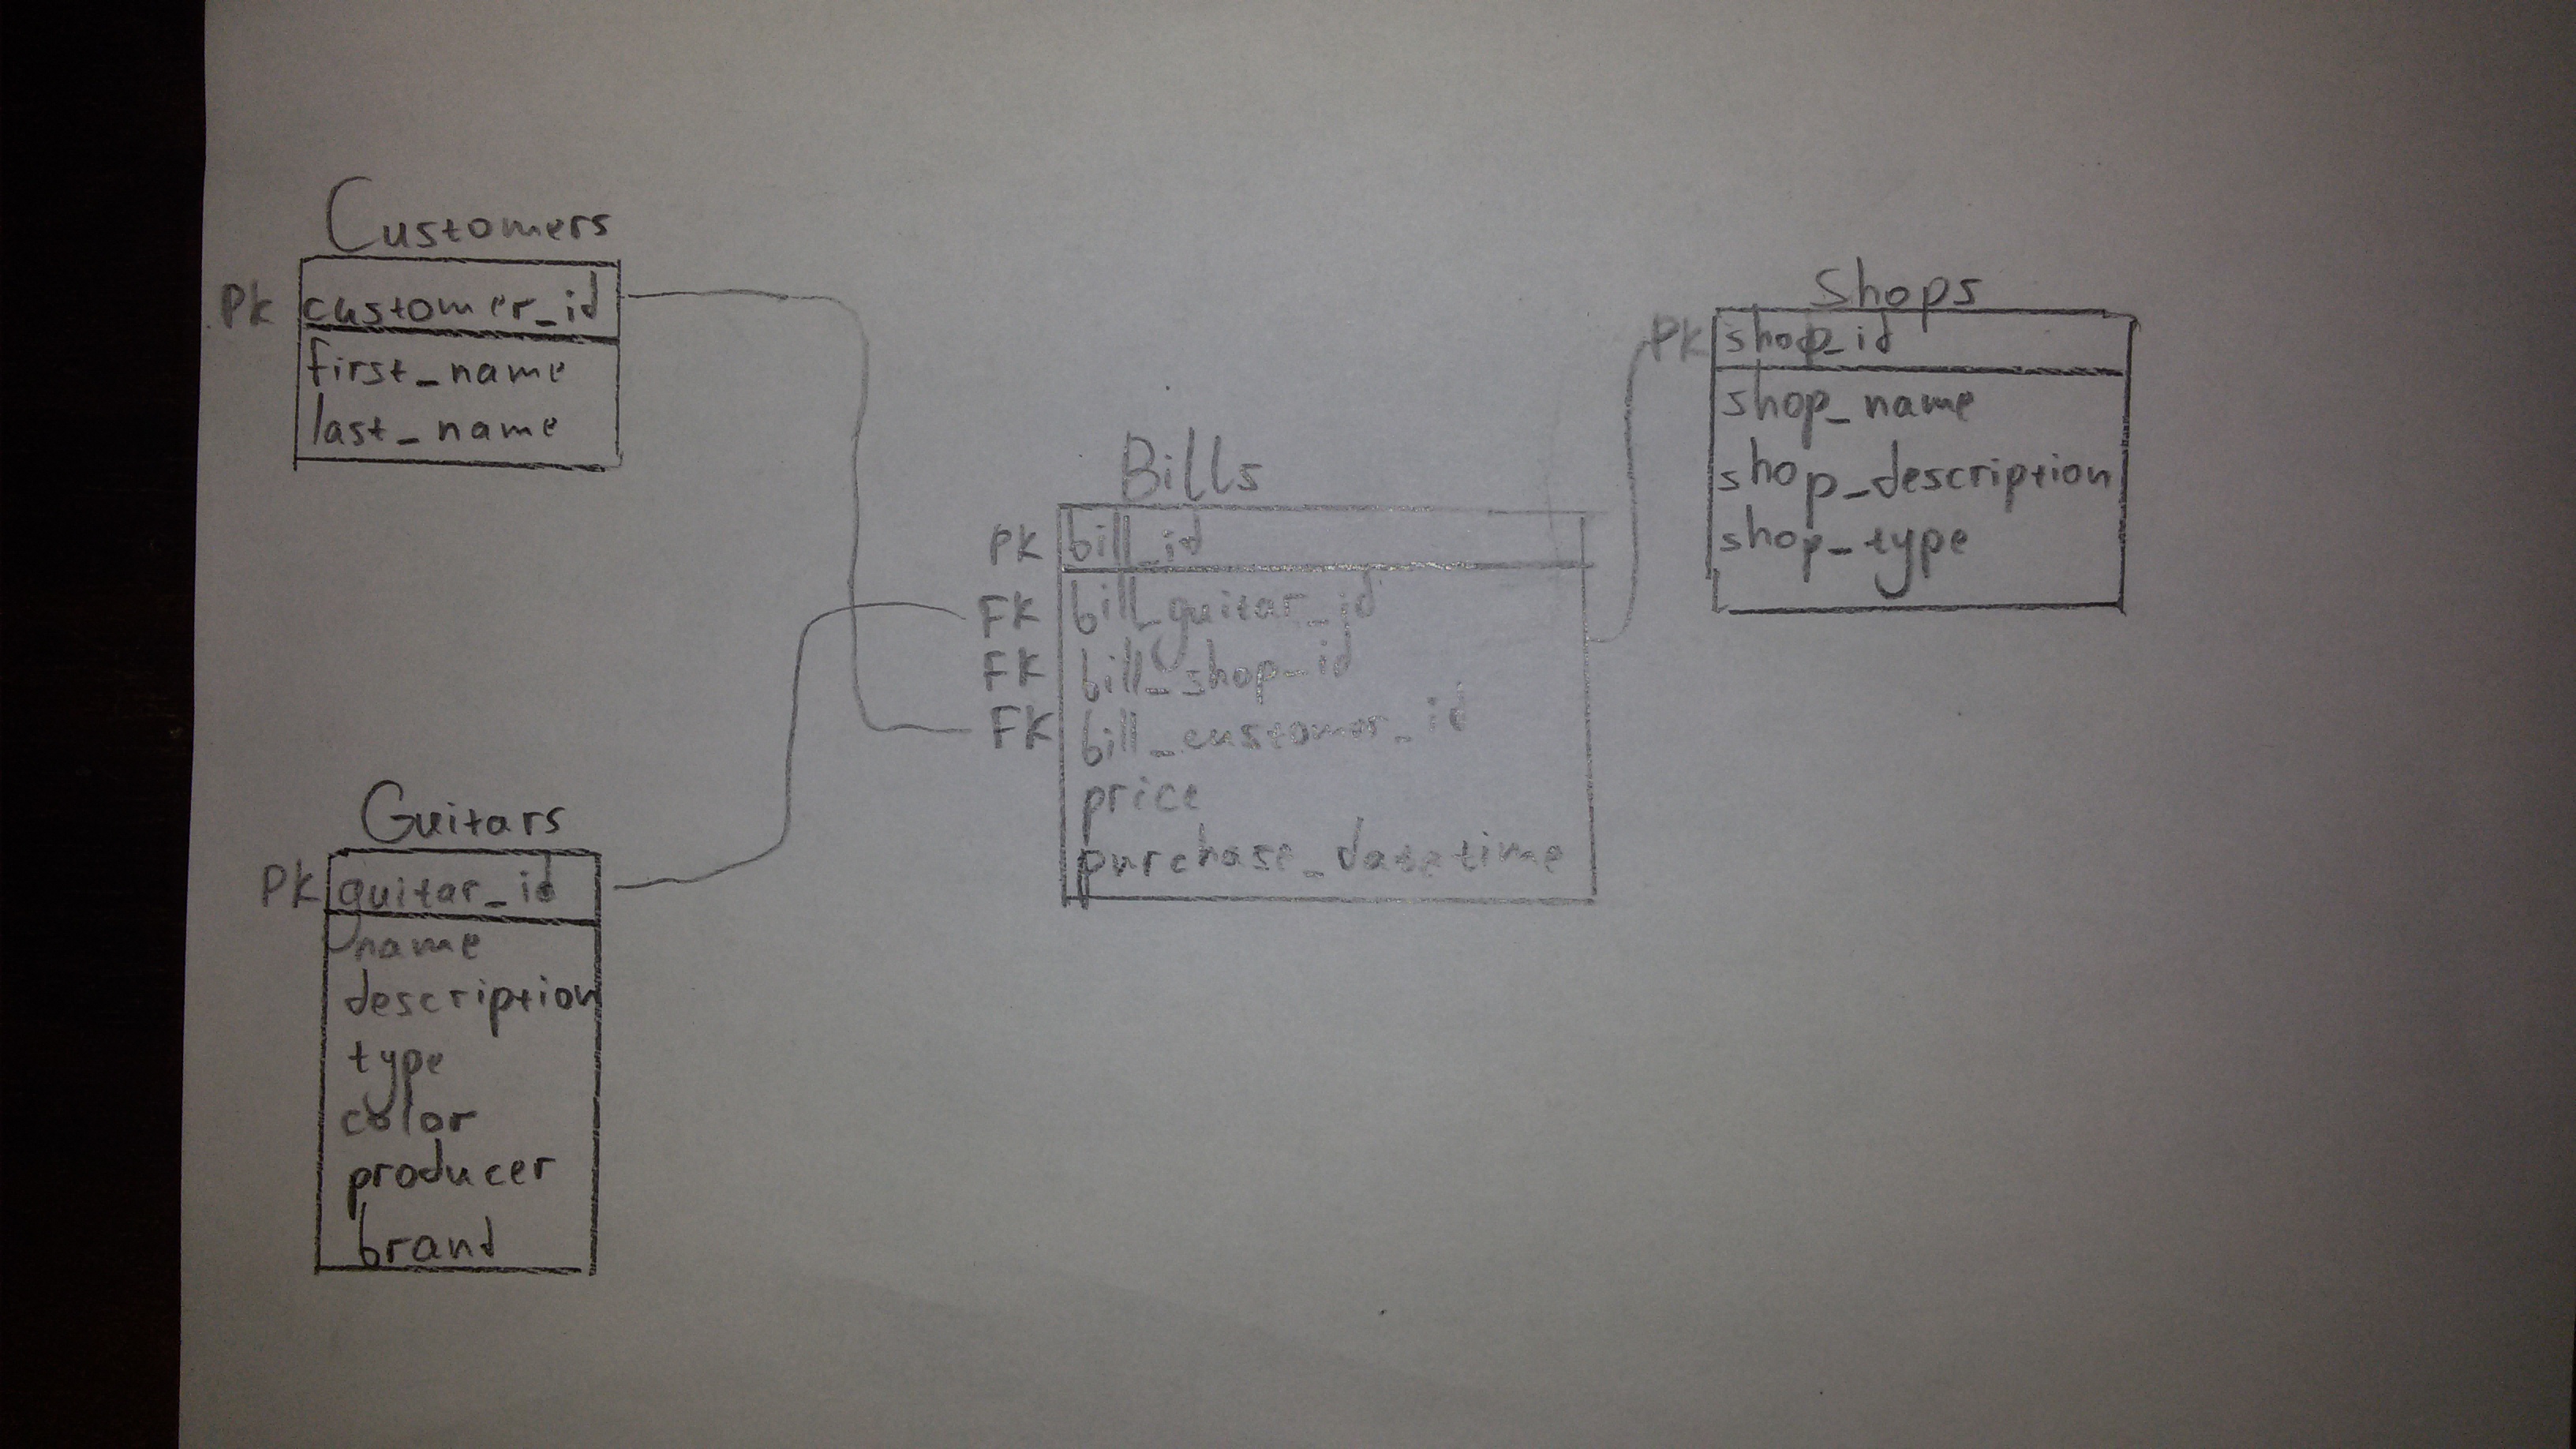 Customers
PK customer_id
first_name
last_name
Shops
PK shop_id
shop_name
shop_description
shop_type
Bills
PK bill_id
FK bill_guitar_id
FK bill_shop_id
FK bill_customer_id
price
purchase_datetime
Guitars
PK guitar_id
name
description
type
color
producer
brand